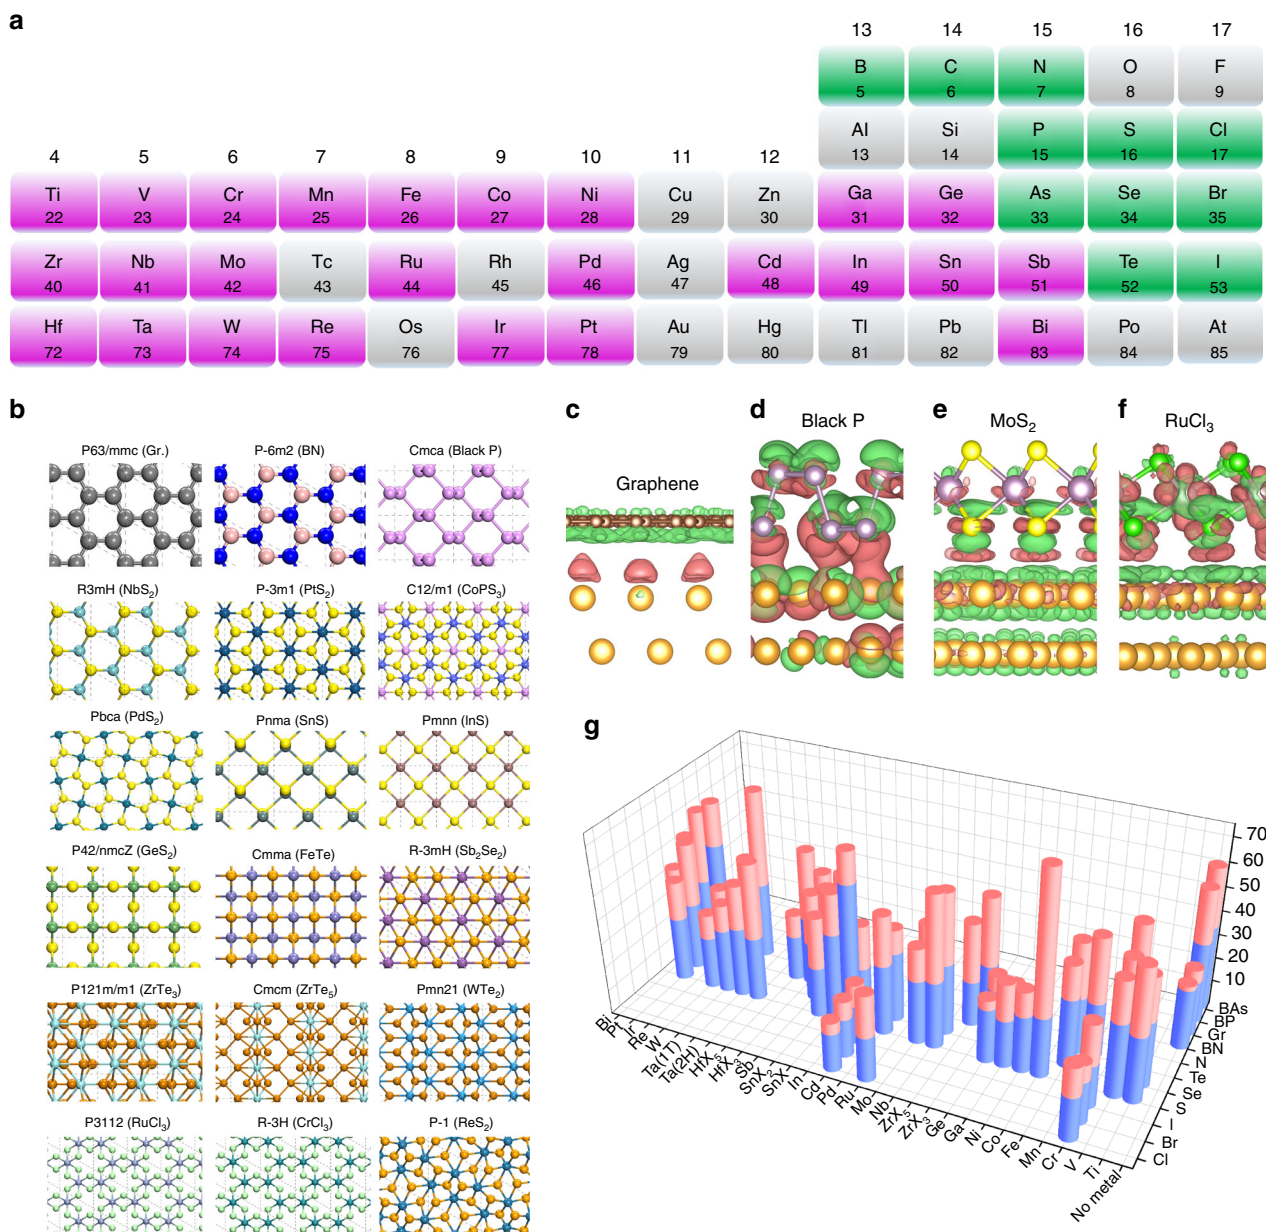 a
13 14 15 16 17
B C N O F
5 6 7 8 9
Al Si P S Cl
13 14 15 16 17
4 5 6 7 8 9 10 11 12
Ti V Cr Mn Fe Co Ni Cu Zn Ga Ge As Se Br
22 23 24 25 26 27 28 29 30 31 32 33 34 35
Zr Nb Mo Tc Ru Rh Pd Ag Cd In Sn Sb Te I
40 41 42 43 44 45 46 47 48 49 50 51 52 53
Hf Ta W Re Os Ir Pt Au Hg Tl Pb Bi Po At
72 73 74 75 76 77 78 79 80 81 82 83 84 85
b
P63/mmc (Gr.) P-6m2 (BN) Cmca (Black P)
R3mH (NbS2) P-3m1 (PtS2) C12/m1 (CoPS3)
Pbca (PdS2) Pnma (SnS) Pmnn (InS)
P42/nmcZ (GeS2) Cmma (FeTe) R-3mH (Sb2Se2)
P121m/m1 (ZrTe3) Cmcm (ZrTe5) Pmn21 (WTe2)
P3112 (RuCl3) R-3H (CrCl3) P-1 (ReS2)
c
Graphene
d
Black P
e
MoS2
f
RuCl3
g
70
60
50
40
30
20
10
BAs
BP
Gr
BN
N
Te
Se
S
I
Br
Cl
Bi
Pt
Ir
Re
W
Ta(1T)
Ta(2H)
HfX5
HfX3
Sb
SnX2
SnX
In
Cd
Pd
Ru
Mo
Nb
ZrX5
ZrX3
Ge
Ga
Ni
Co
Fe
Mn
Cr
V
Ti
No metal